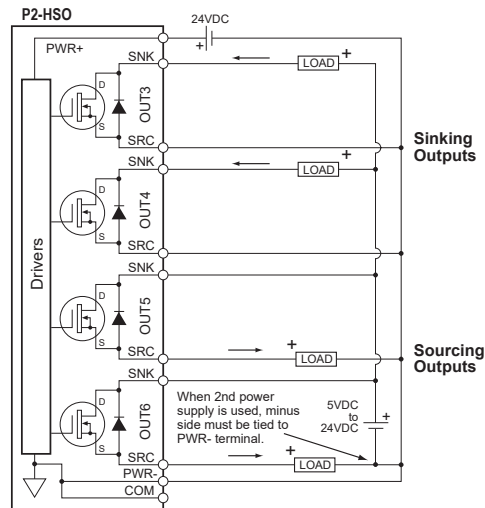 P2-HSO
24VDC
+
PWR+
SNK
+
LOAD
D
S
OUT3
SRC
Sinking
Outputs
SNK
+
LOAD
D
S
OUT4
SRC
SNK
D
S
OUT5
SRC
+
LOAD
Sourcing
Outputs
SNK
D
S
OUT6
When 2nd power
supply is used, minus
side must be tied to
PWR- terminal.
5VDC
to
24VDC
+
SRC
+
LOAD
PWR-
COM
Drivers